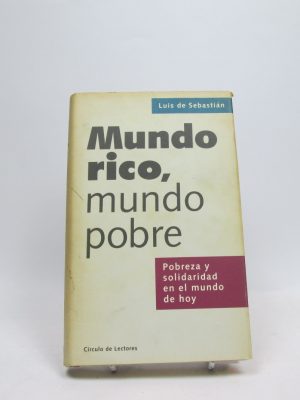 Luis de Sebastián
Mundo
rico,
mundo
pobre
Pobreza y
solidaridad
en el mundo
de hoy
Círculo de Lectores